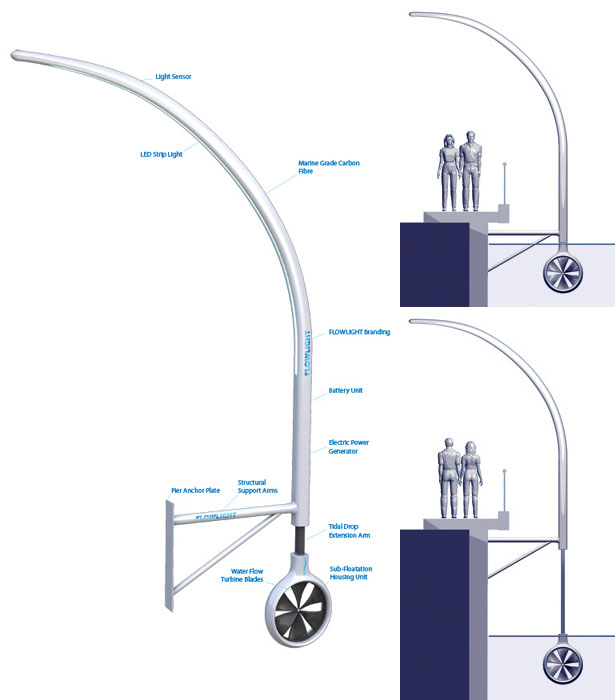 Light Sensor
LED Strip Light
Marine Grade Carbon
Fibre
FLOWLIGHT
FLOWLIGHT Branding
Battery Unit
Electric Power
Generator
Structural
Support Arms
Pier Anchor Plate
FLOWLIGHT
Tidal Drop
Extension Arm
Water Flow
Turbine Blades
Sub-Floatation
Housing Unit